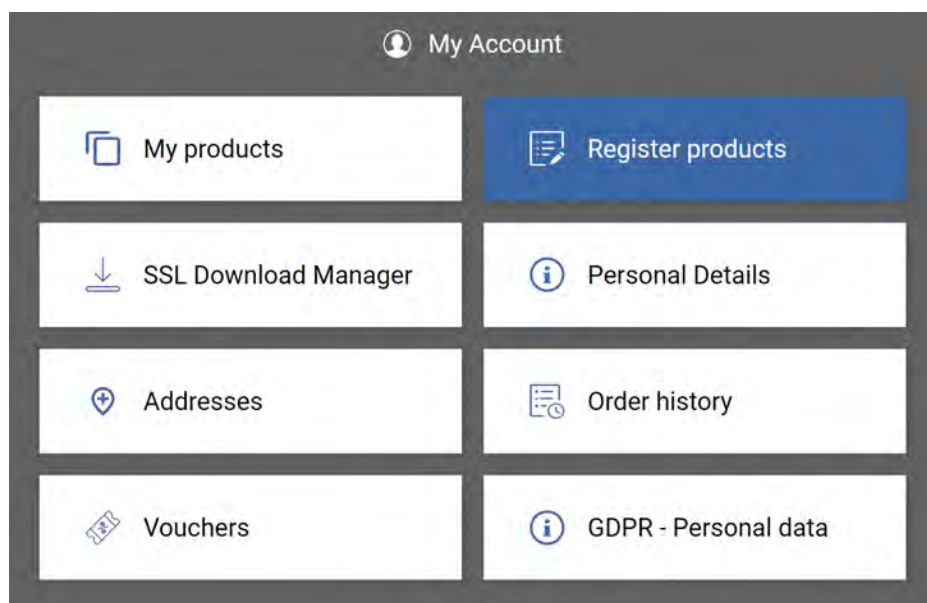 My Account
My products
Register products
SSL Download Manager
Personal Details
Addresses
Order history
Vouchers
GDPR - Personal data